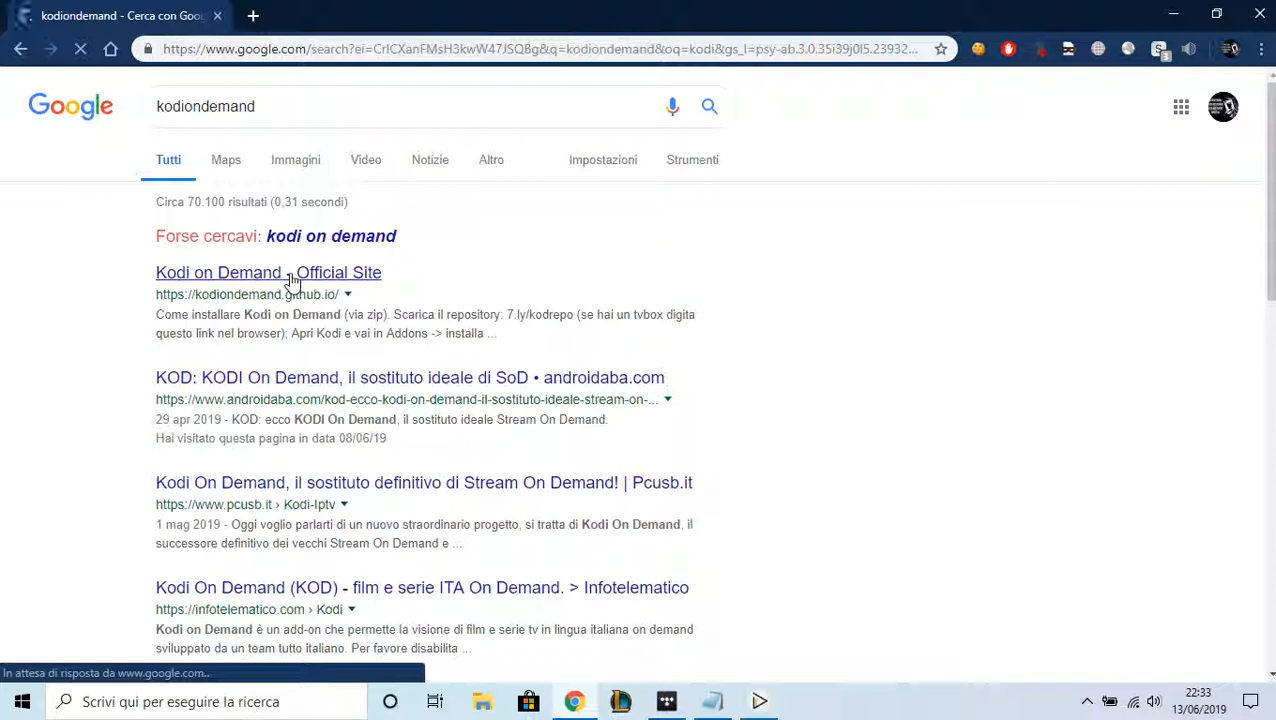 kodiondemand - Cerca con Google
https://www.google.com/search?ei=CrICXanFMsH3kwW47JSQBg&q=kodiondemand&oq=kodi&gs_l=psy-ab.3.0.35i39j0l5.23932...
3
Google
kodiondemand
Tutti Maps Immagini Video Notizie Altro Impostazioni Strumenti
Circa 70.100 risultati (0,31 secondi)
Forse cercavi: kodi on demand
Kodi on Demand - Official Site
https://kodiondemand.github.io/
Come installare Kodi on Demand (via zip). Scarica il repository: 7.ly/kodrepo (se hai un tvbox digita
questo link nel browser); Apri Kodi e vai in Addons -> installa ...
KOD: KODI On Demand, il sostituto ideale di SoD • androidaba.com
https://www.androidaba.com/kod-ecco-kodi-on-demand-il-sostituto-ideale-stream-on-...
29 apr 2019 - KOD: ecco KODI On Demand, il sostituto ideale Stream On Demand.
Hai visitato questa pagina in data 08/06/19
Kodi On Demand, il sostituto definitivo di Stream On Demand! | Pcusb.it
https://www.pcusb.it › Kodi-Iptv
1 mag 2019 - Oggi voglio parlarti di un nuovo straordinario progetto, si tratta di Kodi On Demand, il
successore definitivo dei vecchi Stream On Demand e ...
Kodi On Demand (KOD) - film e serie ITA On Demand. > Infotelematico
https://infotelematico.com › Kodi
Kodi on Demand è un add-on che permette la visione di film e serie tv in lingua italiana on demand
sviluppato da un team tutto italiano. Per favore disabilita ...
In attesa di risposta da www.google.com...
Scrivi qui per eseguire la ricerca
22:33
13/06/2019